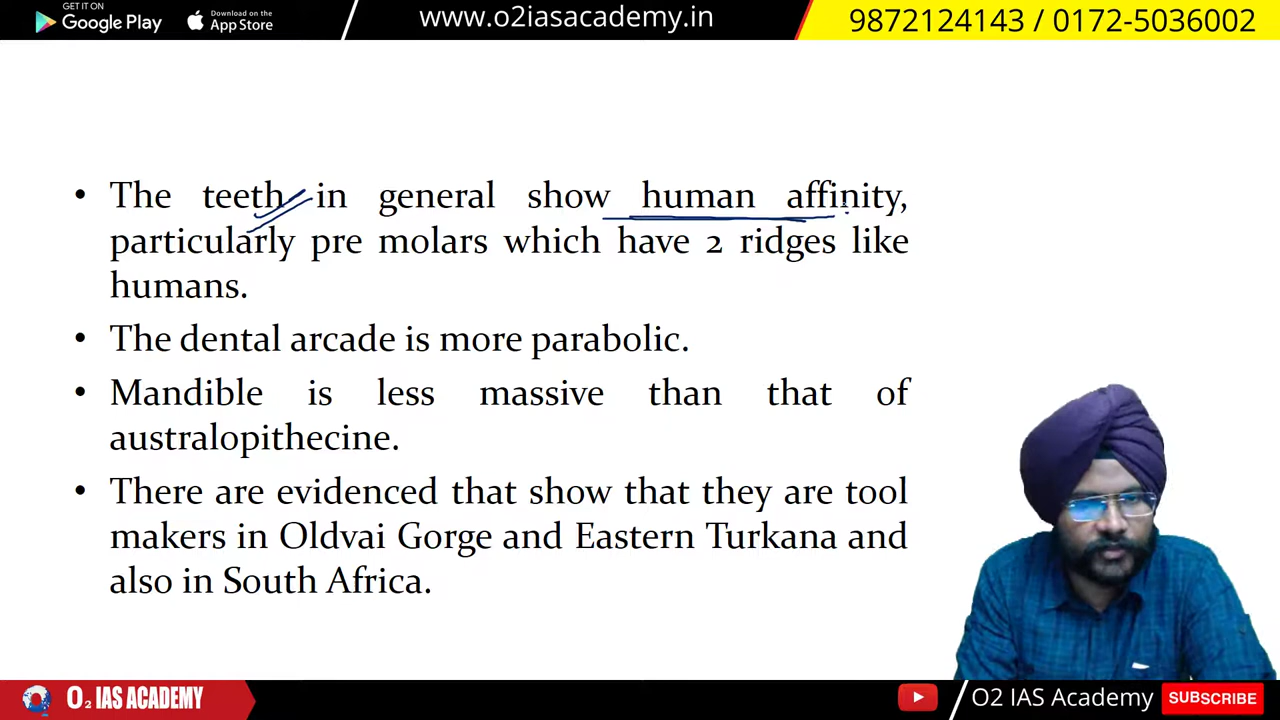 GET IT ON
Google Play
Download on the
App Store
www.o2iasacademy.in
9872124143 / 0172-5036002
• The teeth in general show human affinity,
particularly pre molars which have 2 ridges like
humans.
• The dental arcade is more parabolic.
• Mandible is less massive than that of
australopithecine.
• There are evidenced that show that they are tool
makers in Oldvai Gorge and Eastern Turkana and
also in South Africa.
O2 IAS ACADEMY
O2 IAS Academy
SUBSCRIBE